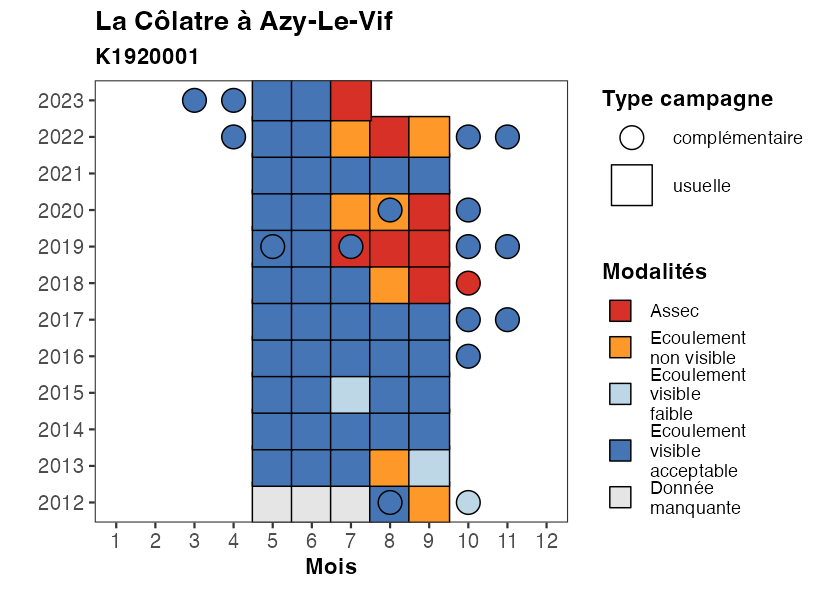 La Côlatre à Azy-Le-Vif
K1920001
2023
2022
2021
2020
2019
2018
2017
2016
2015
2014
2013
2012
1 2 3 4 5 6 7 8 9 10 11 12
Mois
Type campagne
complémentaire
usuelle
Modalités
Assec
Ecoulement
non visible
Ecoulement
visible
faible
Ecoulement
visible
acceptable
Donnée
manquante